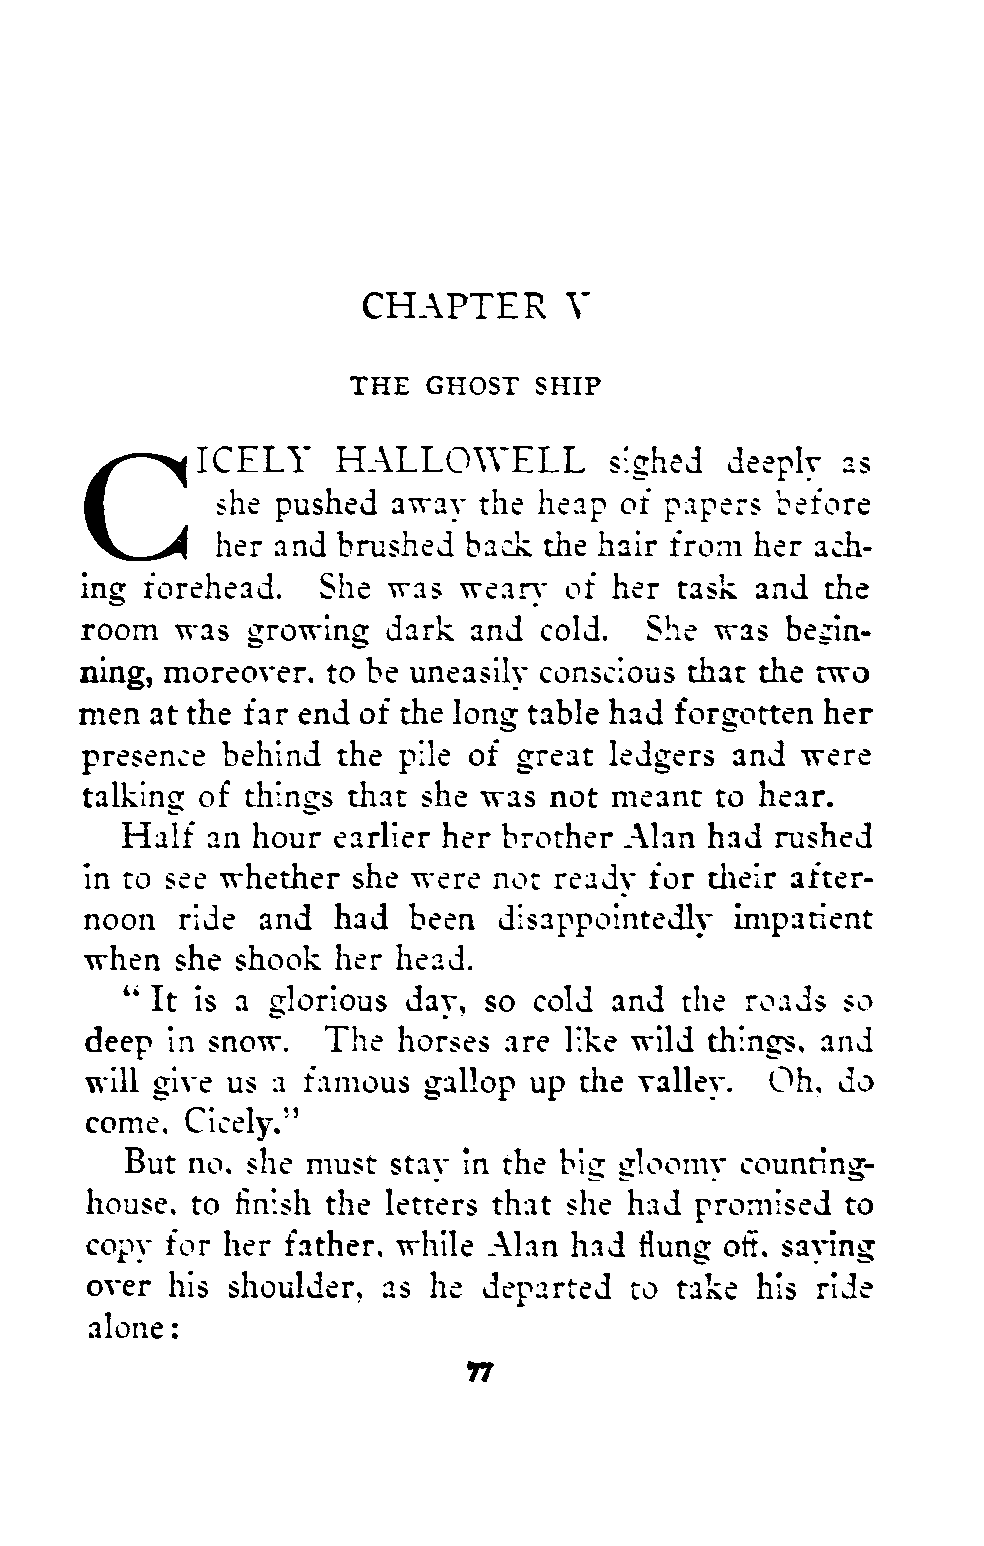 CHAPTER V
THE GHOST SHIP
CICELY HALLOWELL sighed deeply as
she pushed away the heap of papers before
her and brushed back the hair from her ach-
ing forehead. She was weary of her task and the
room was growing dark and cold. She was begin-
ning, moreover, to be uneasily conscious that the two
men at the far end of the long table had forgotten her
presence behind the pile of great ledgers and were
talking of things that she was not meant to hear.
Half an hour earlier her brother Alan had rushed
in to see whether she were not ready for their after-
noon ride and had been disappointedly impatient
when she shook her head.
“ It is a glorious day, so cold and the roads so
deep in snow. The horses are like wild things, and
will give us a famous gallop up the valley. Oh, do
come, Cicely.”
But no, she must stay in the big gloomy counting-
house, to finish the letters that she had promised to
copy for her father, while Alan had flung off, saying
over his shoulder, as he departed to take his ride
alone:
77